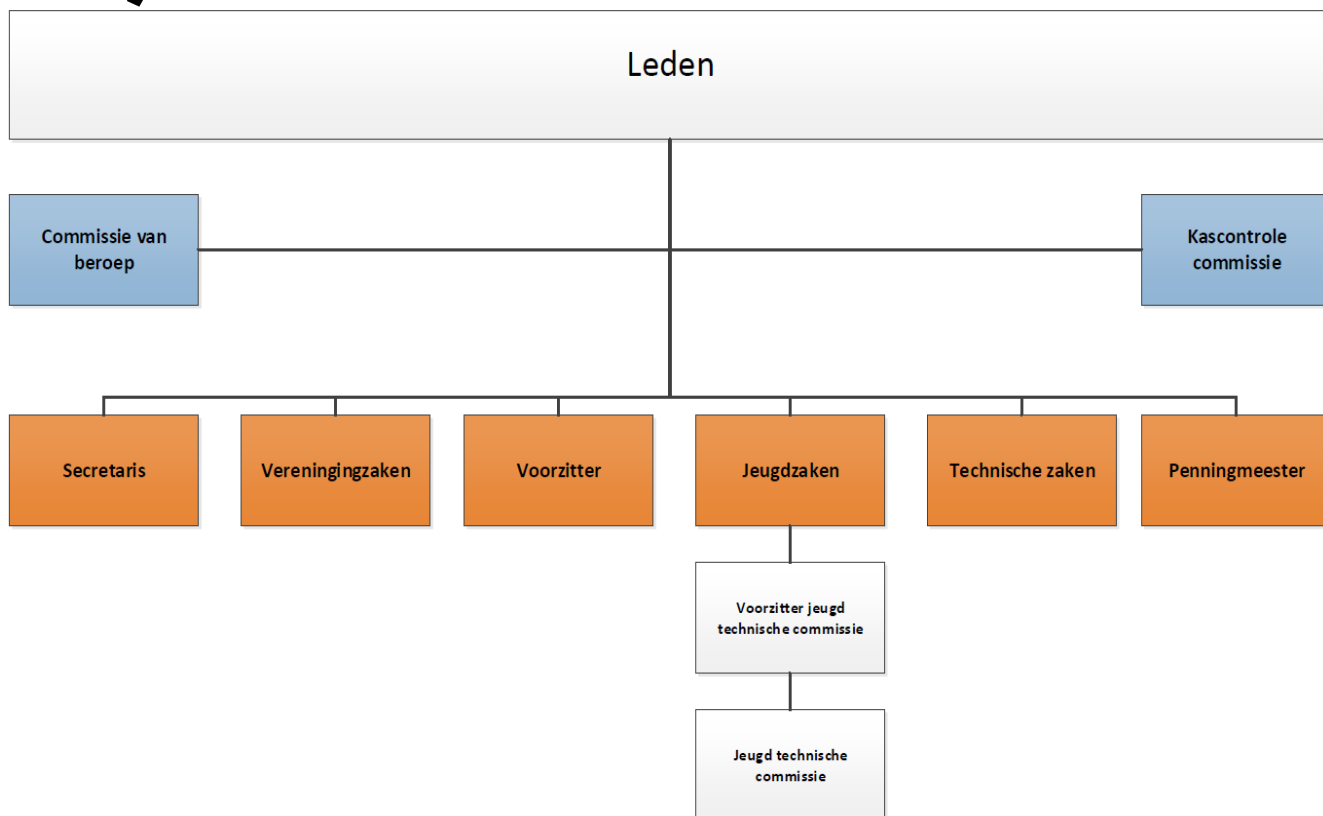 Leden
Commissie van
beroep
Kascontrole
commissie
Secretaris
Verenigingzaken
Voorzitter
Jeugdzaken
Technische zaken
Penningmeester
Voorzitter jeugd
technische commissie
Jeugd technische
commissie